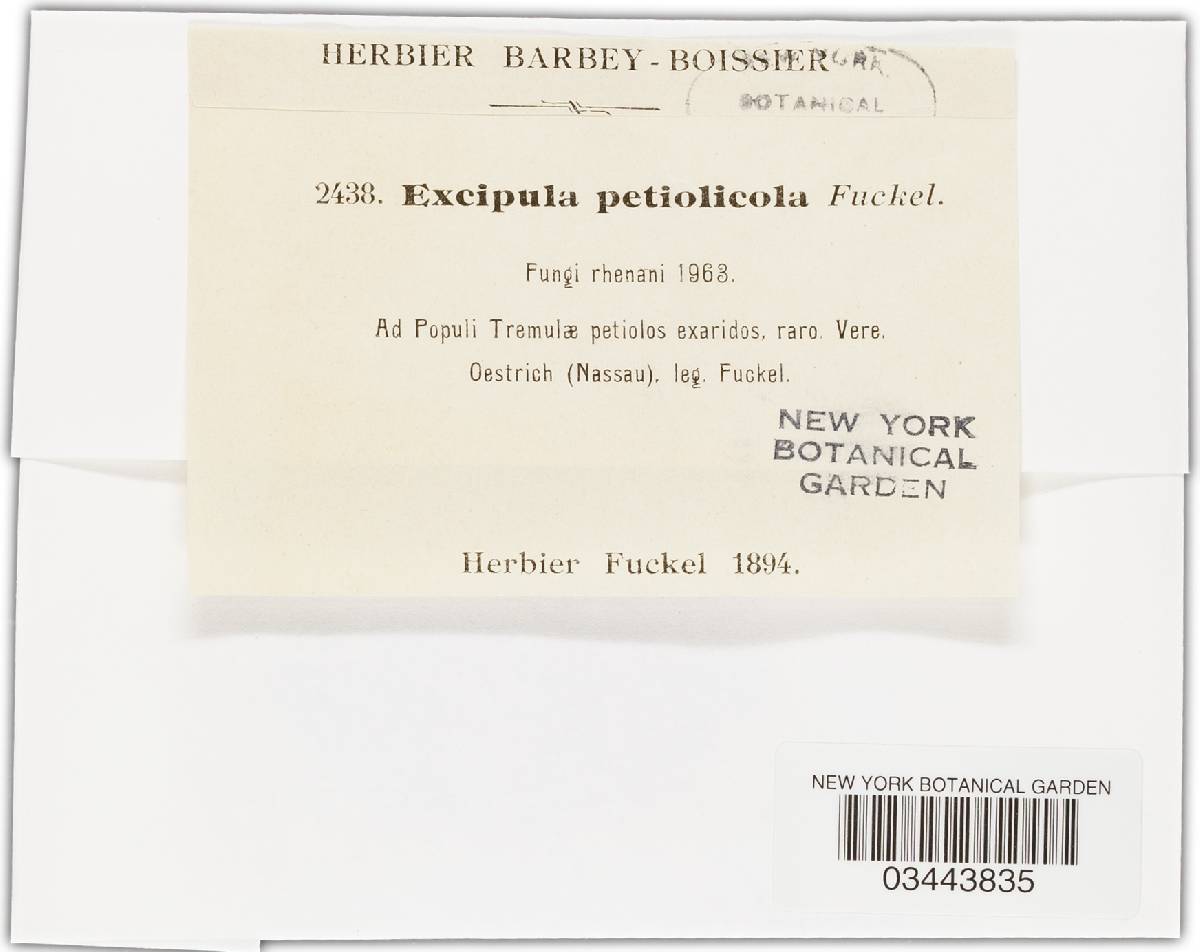 HERBIER BARBEY-BOISSIER
BOTANICAL
2438. Excipula petiolicola Fuckel.
Fungi rhenani 1963.
Ad Populi Tremulæ petiolos exaridos, raro. Vere.
Oestrich (Nassau), leg. Fuckel.
NEW YORK
BOTANICAL
GARDEN
Herbier Fuckel 1894.
NEW YORK BOTANICAL GARDEN
03443835